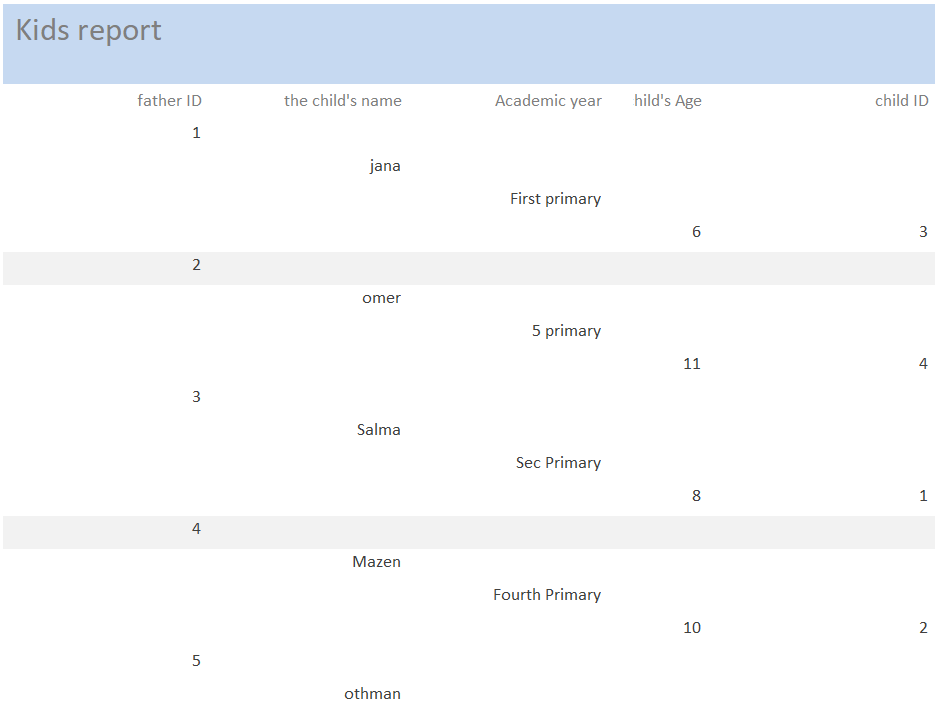 Kids report
father ID the child's name Academic year hild's Age child ID
1
jana
First primary
6 3
2
omer
5 primary
11 4
3
Salma
Sec Primary
8 1
4
Mazen
Fourth Primary
10 2
5
othman